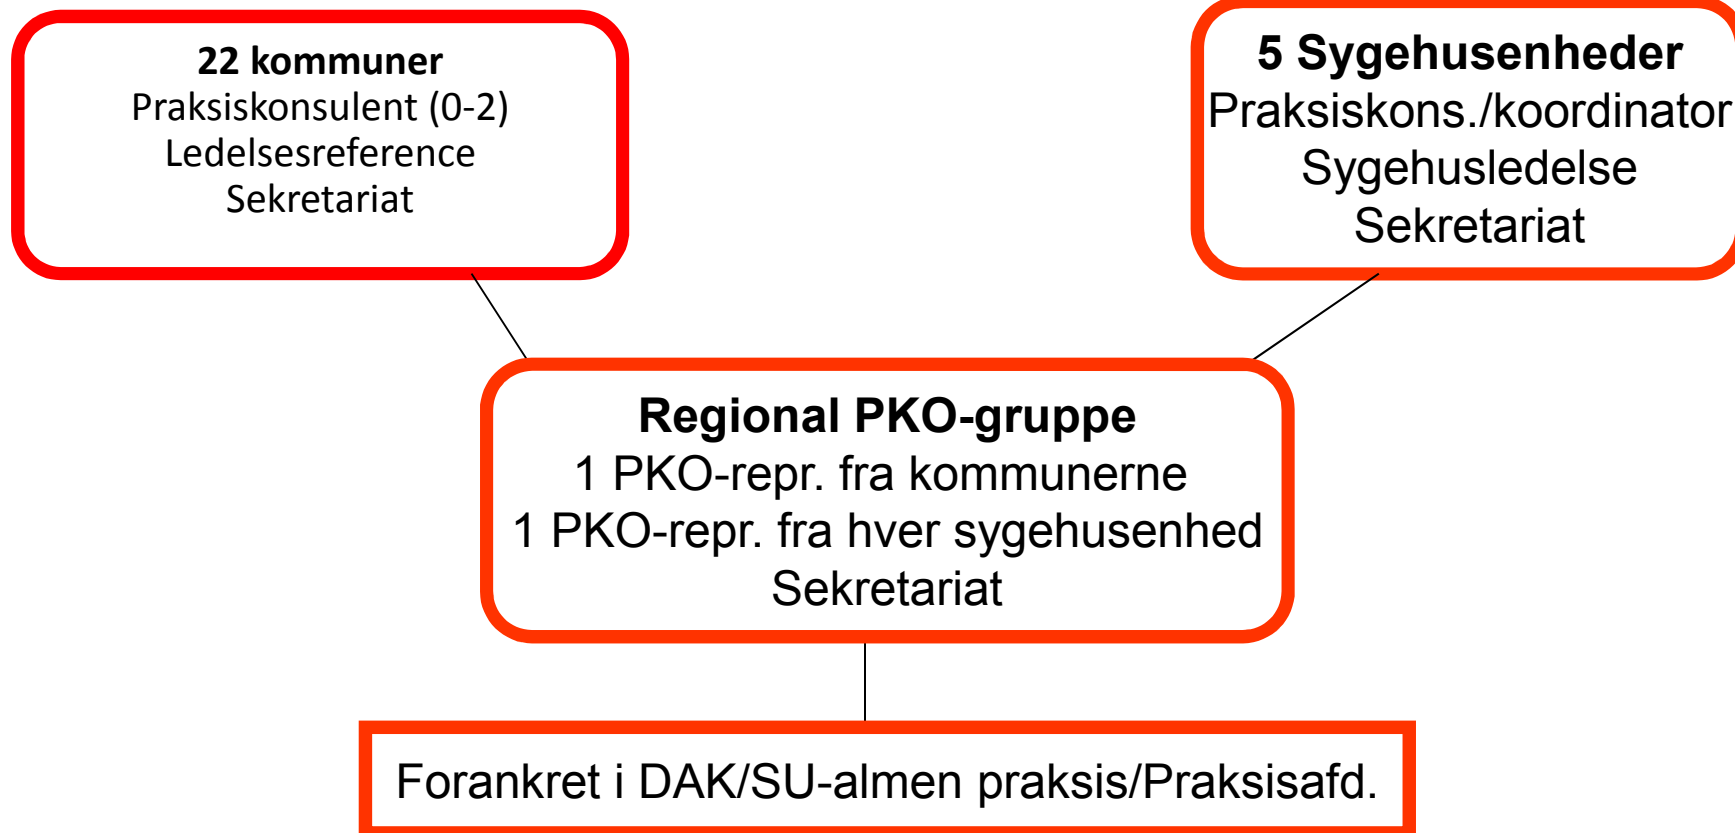 22 kommuner
Praksiskonsulent (0-2)
Ledelsesreference
Sekretariat
5 Sygehusenheder
Praksiskons./koordinator
Sygehusledelse
Sekretariat
Regional PKO-gruppe
1 PKO-repr. fra kommunerne
1 PKO-repr. fra hver sygehusenhed
Sekretariat
Forankret i DAK/SU-almen praksis/Praksisafd.